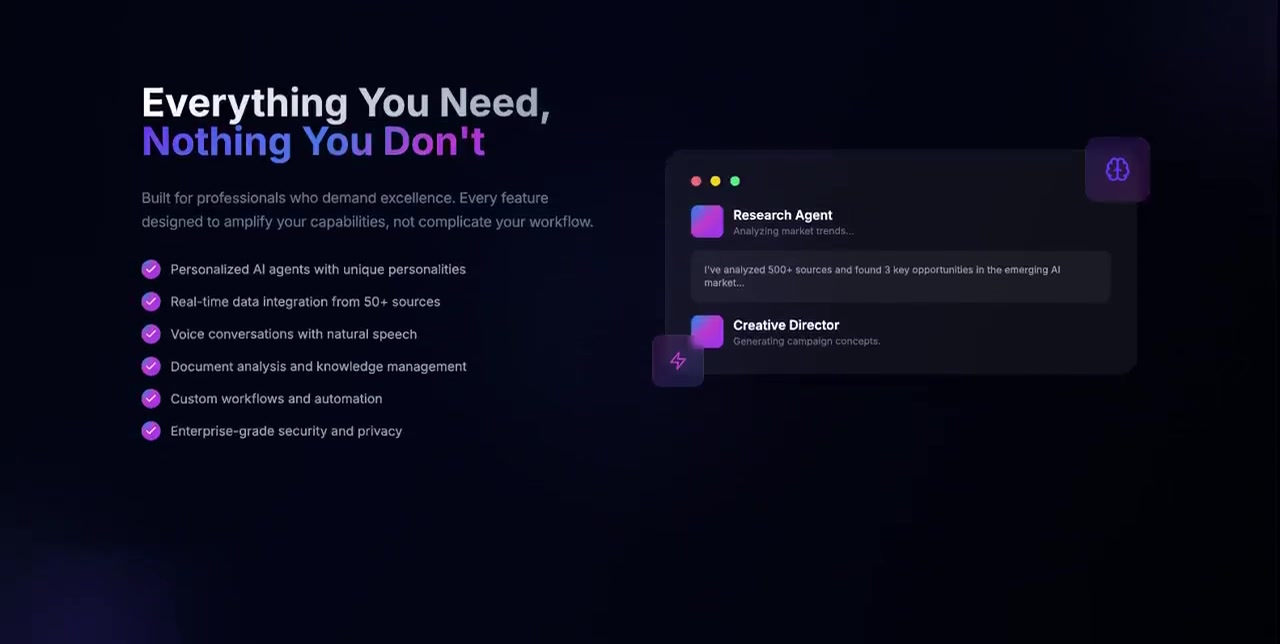 Everything You Need,
Nothing You Don't
Built for professionals who demand excellence. Every feature
designed to amplify your capabilities, not complicate your workflow.
Personalized AI agents with unique personalities
Real-time data integration from 50+ sources
Voice conversations with natural speech
Document analysis and knowledge management
Custom workflows and automation
Enterprise-grade security and privacy
Research Agent
Analyzing market trends...
I've analyzed 500+ sources and found 3 key opportunities in the emerging AI
market...
Creative Director
Generating campaign concepts.